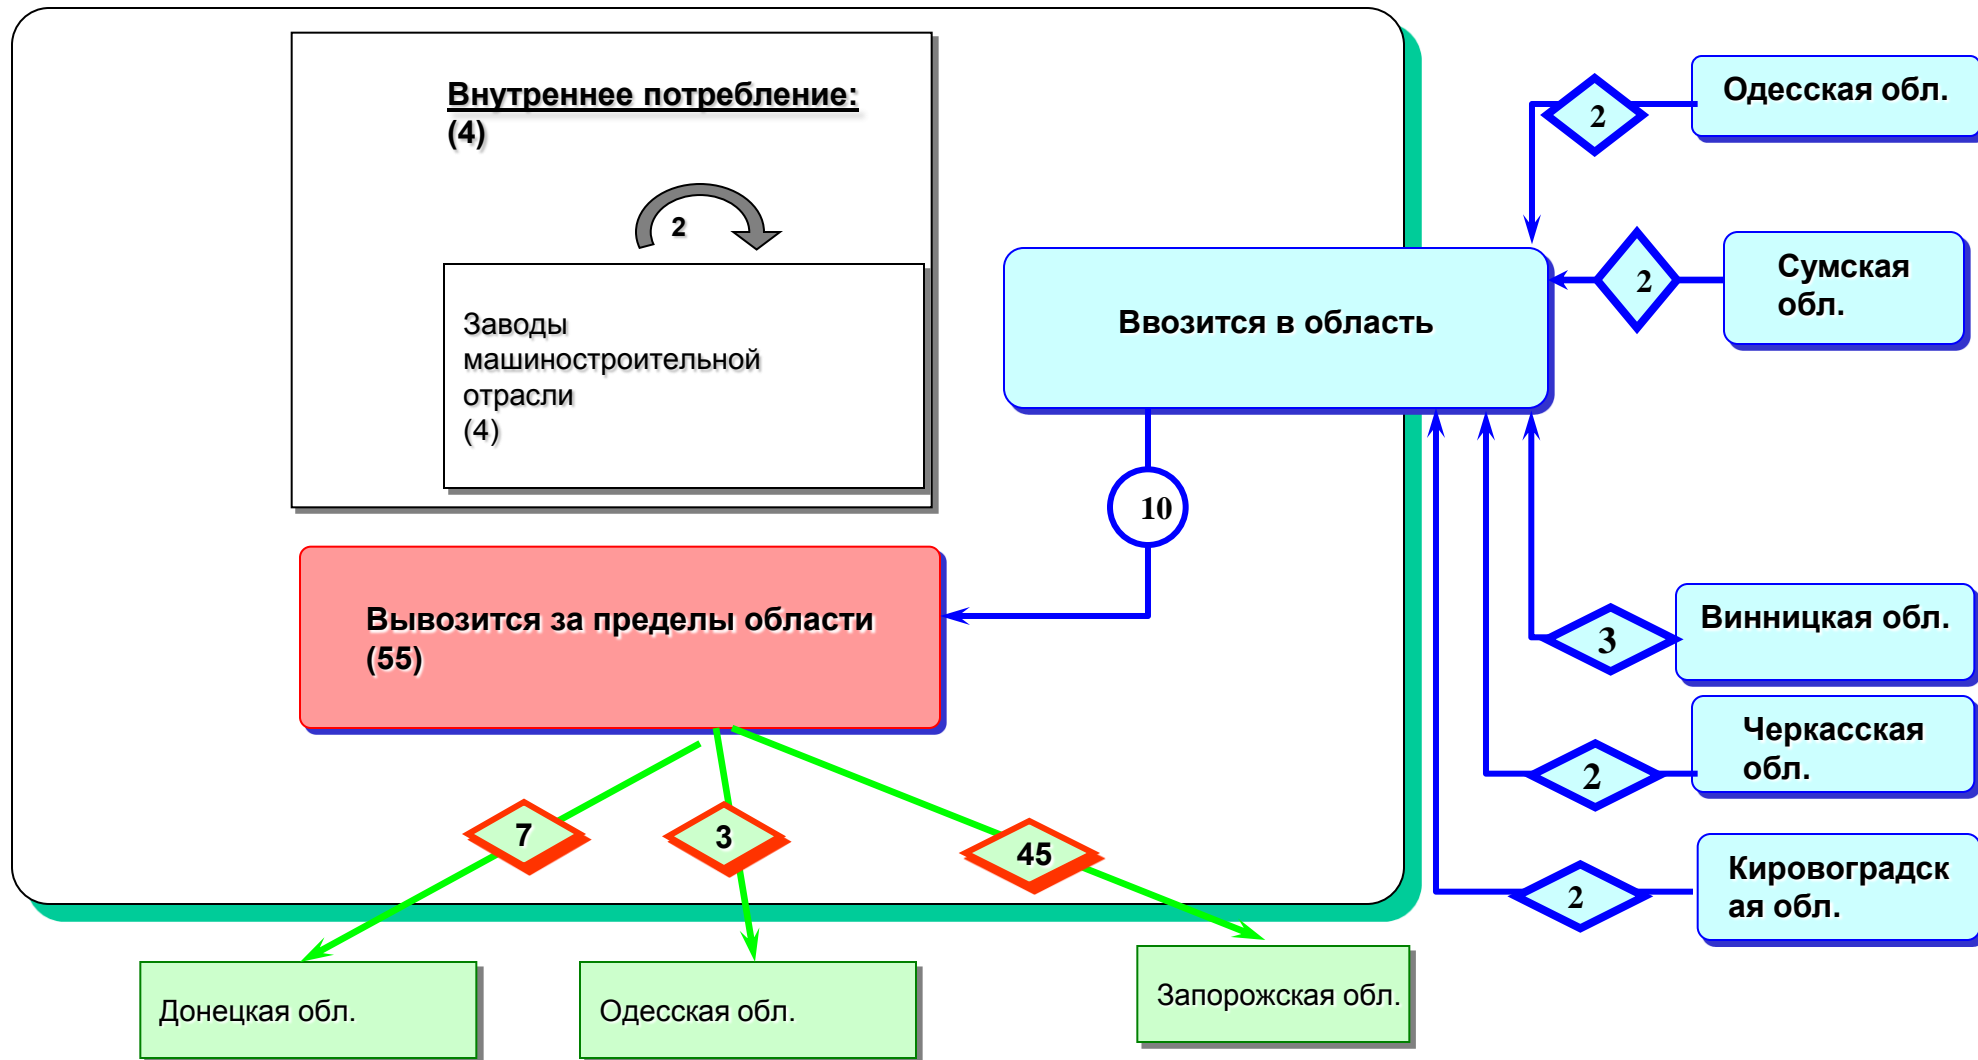 Внутреннее потребление:
(4)
2
Заводы
машиностроительной
отрасли
(4)
Ввозится в область
10
Вывозится за пределы области
(55)
7
3
45
Донецкая обл.
Одесская обл.
Запорожская обл.
2
Одесская обл.
2
Сумская
обл.
3
Винницкая обл.
2
Черкасская
обл.
2
Кировоградск
ая обл.